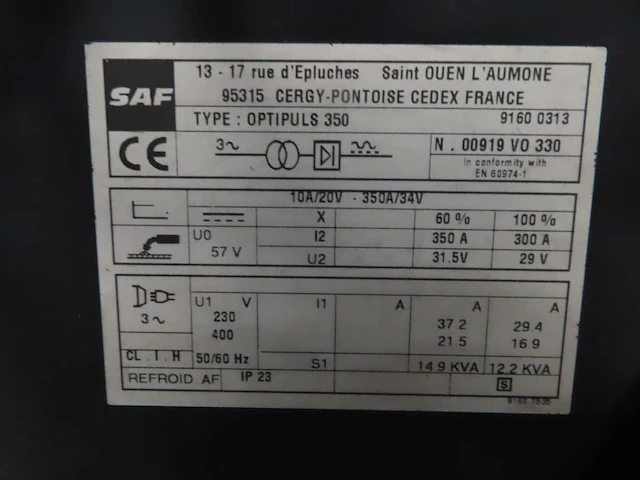 SAF
13 - 17 rue d'Epluches Saint OUEN L'AUMONE
95315 CERGY-PONTOISE CEDEX FRANCE
TYPE : OPTIPULS 350 9160 0313
CE 3~ N . 00919 VO 330
In conformity with
EN 60974-1
10A/20V - 350A/34V
X 60 % 100 %
U0 I2 350 A 300 A
57 V U2 31.5V 29 V
U1 V I1 A A A
3~ 230 37.2 29.4
400 21.5 16.9
CL . I . H 50/60 Hz S1 14.9 KVA 12.2 KVA
REFROID AF IP 23 S